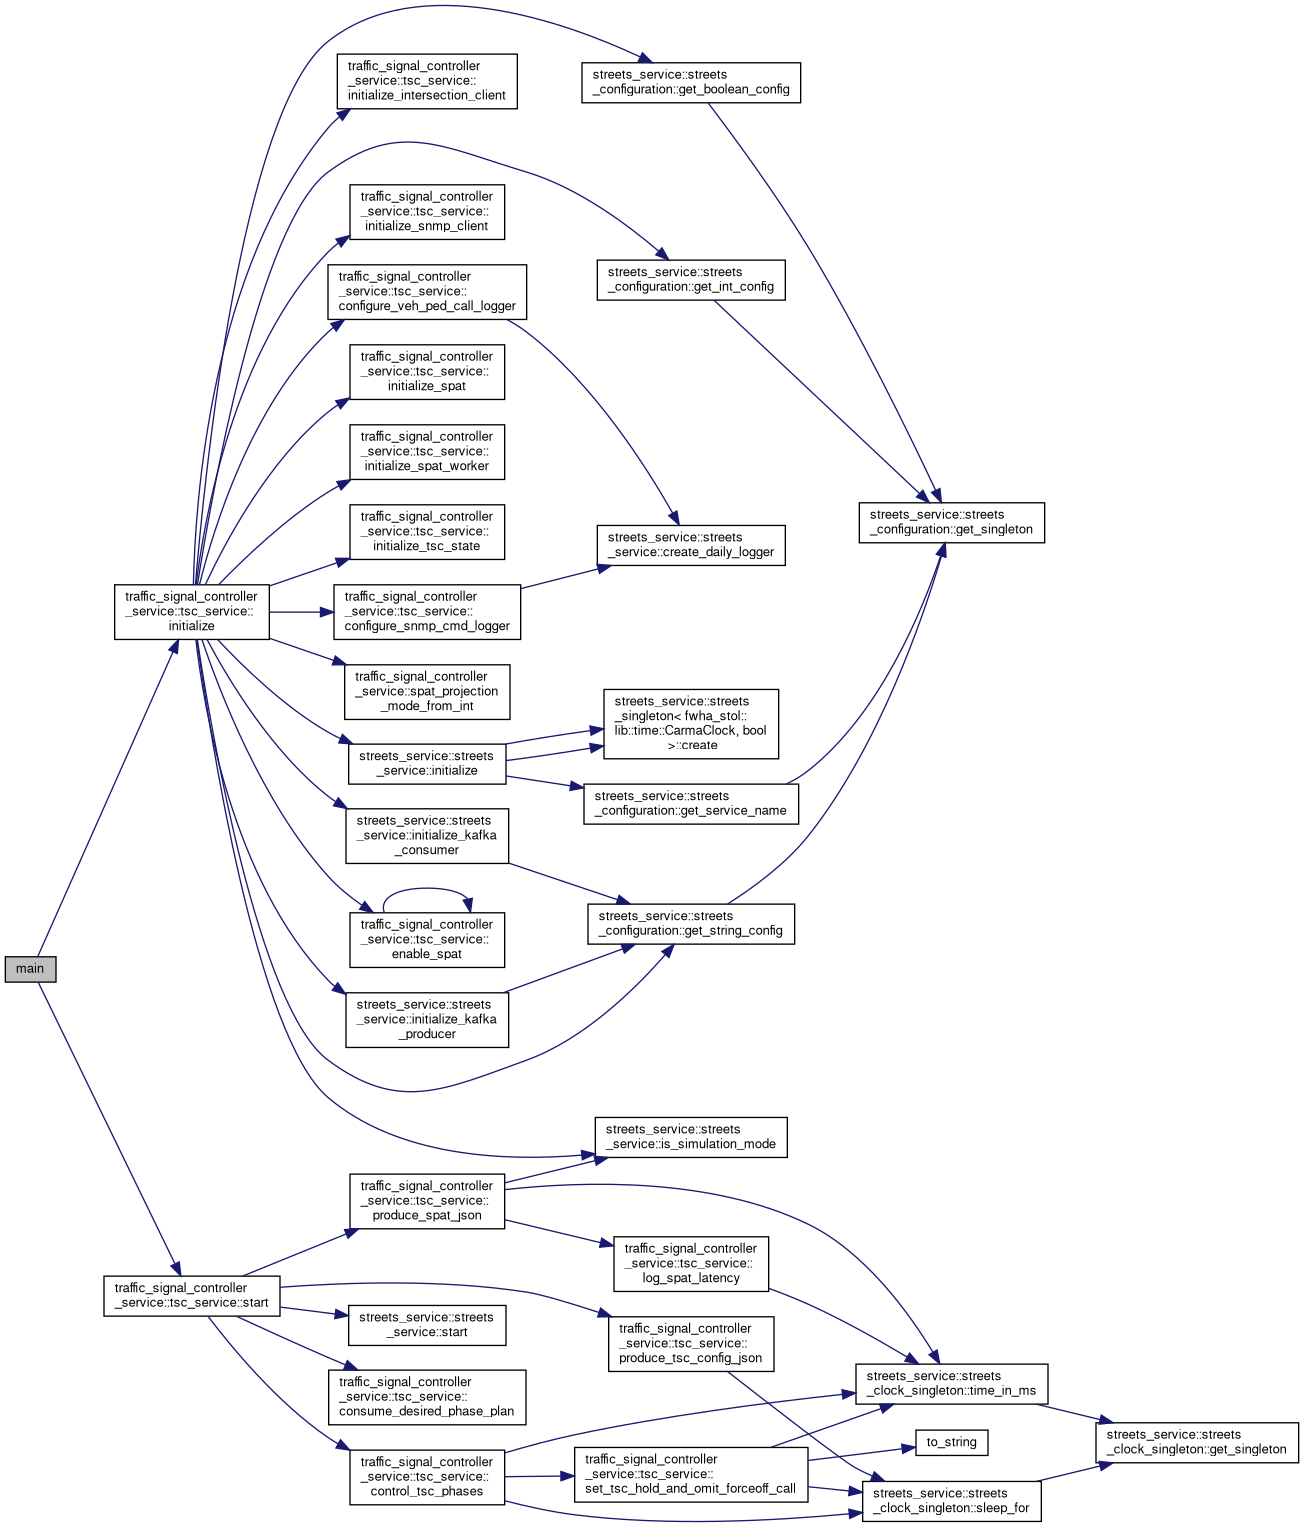 traffic_signal_controller
_service::tsc_service::
initialize_intersection_client
streets_service::streets
_configuration::get_boolean_config
traffic_signal_controller
_service::tsc_service::
initialize_snmp_client
streets_service::streets
_configuration::get_int_config
traffic_signal_controller
_service::tsc_service::
configure_veh_ped_call_logger
traffic_signal_controller
_service::tsc_service::
initialize_spat
traffic_signal_controller
_service::tsc_service::
initialize_spat_worker
traffic_signal_controller
_service::tsc_service::
initialize_tsc_state
streets_service::streets
_service::create_daily_logger
streets_service::streets
_configuration::get_singleton
traffic_signal_controller
_service::tsc_service::
initialize
traffic_signal_controller
_service::tsc_service::
configure_snmp_cmd_logger
traffic_signal_controller
_service::spat_projection
_mode_from_int
streets_service::streets
_singleton< fwha_stol::
lib::time::CarmaClock, bool
>::create
streets_service::streets
_service::initialize
streets_service::streets
_configuration::get_service_name
streets_service::streets
_service::initialize_kafka
_consumer
traffic_signal_controller
_service::tsc_service::
enable_spat
streets_service::streets
_configuration::get_string_config
main
streets_service::streets
_service::initialize_kafka
_producer
streets_service::streets
_service::is_simulation_mode
traffic_signal_controller
_service::tsc_service::
produce_spat_json
traffic_signal_controller
_service::tsc_service::
log_spat_latency
traffic_signal_controller
_service::tsc_service::start
streets_service::streets
_service::start
traffic_signal_controller
_service::tsc_service::
produce_tsc_config_json
traffic_signal_controller
_service::tsc_service::
consume_desired_phase_plan
streets_service::streets
_clock_singleton::time_in_ms
streets_service::streets
_clock_singleton::get_singleton
to_string
traffic_signal_controller
_service::tsc_service::
control_tsc_phases
traffic_signal_controller
_service::tsc_service::
set_tsc_hold_and_omit_forceoff_call
streets_service::streets
_clock_singleton::sleep_for